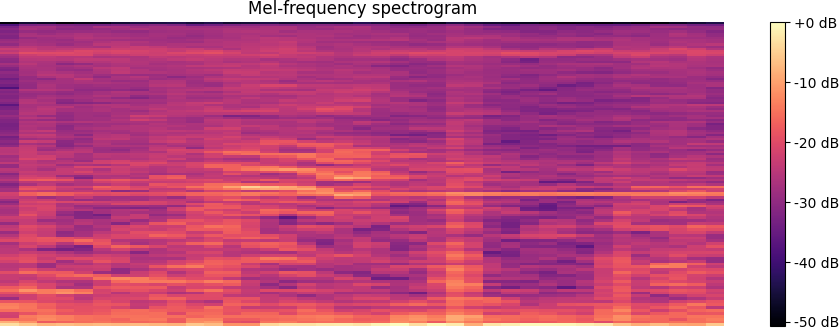 Mel-frequency spectrogram
+0 dB
-10 dB
-20 dB
-30 dB
-40 dB
-50 dB